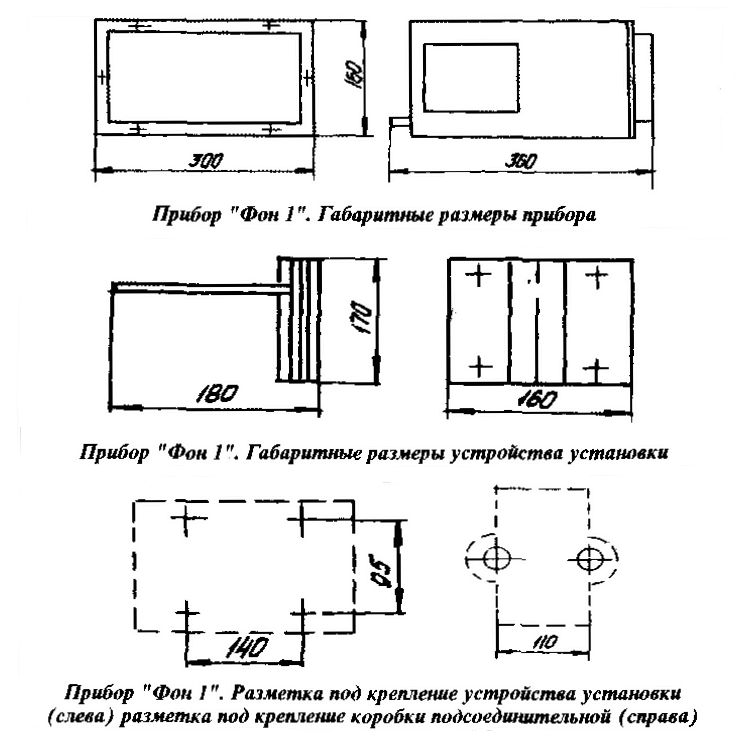 160
300
360
Прибор "Фон 1". Габаритные размеры прибора
170
180
160
Прибор "Фон 1". Габаритные размеры устройства установки
95
140
110
Прибор "Фон 1". Разметка под крепление устройства установки
(слева) разметка под крепление коробки подсоединительной (справа)